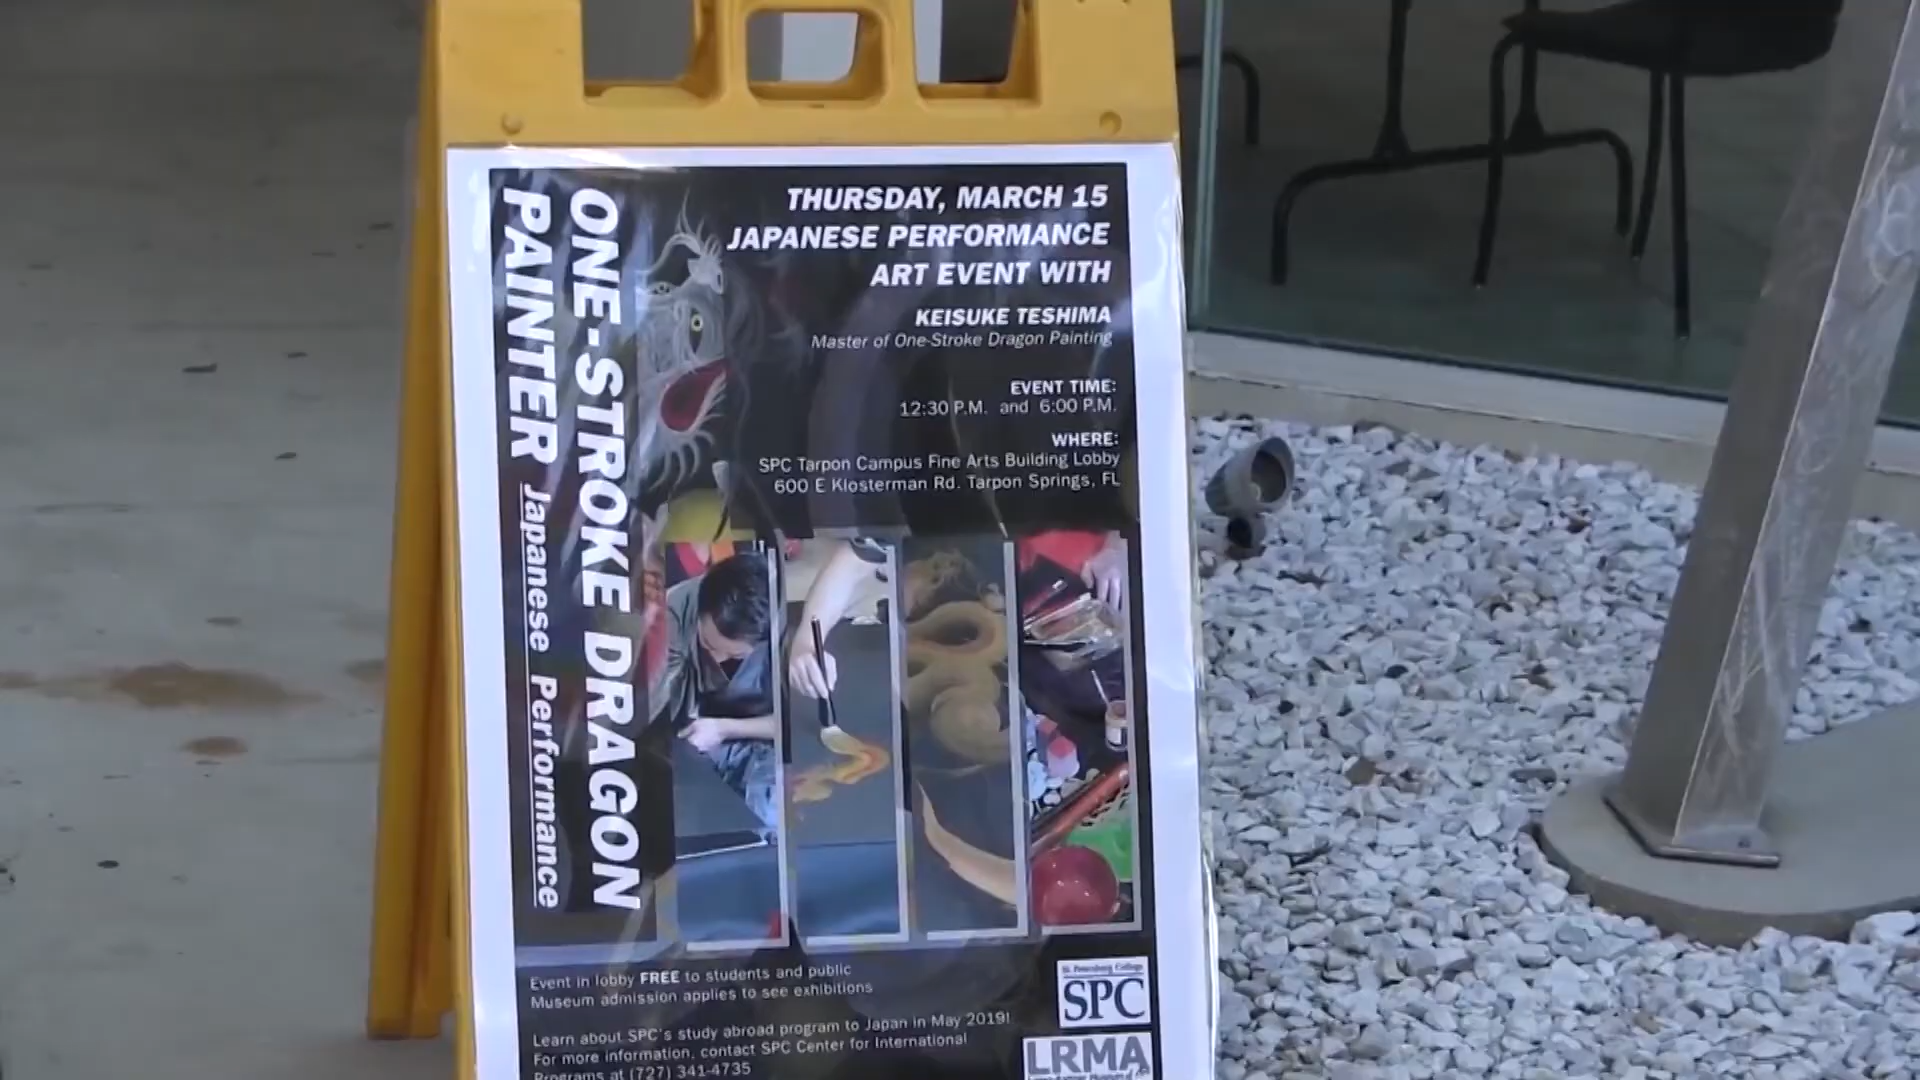 ONE-STROKE DRAGON
PAINTER Japanese Performance
THURSDAY, MARCH 15
JAPANESE PERFORMANCE
ART EVENT WITH
KEISUKE TESHIMA
Master of One-Stroke Dragon Painting
EVENT TIME:
12:30 P.M. and 6:00 P.M.
WHERE:
SPC Tarpon Campus Fine Arts Building Lobby
600 E Klosterman Rd. Tarpon Springs, FL
Event in lobby FREE to students and public
Museum admission applies to see exhibitions
Learn about SPC's study abroad program to Japan in May 2019!
For more information, contact SPC Center for International
Programs at (727) 341-4735
St. Petersburg College
SPC
LRMA